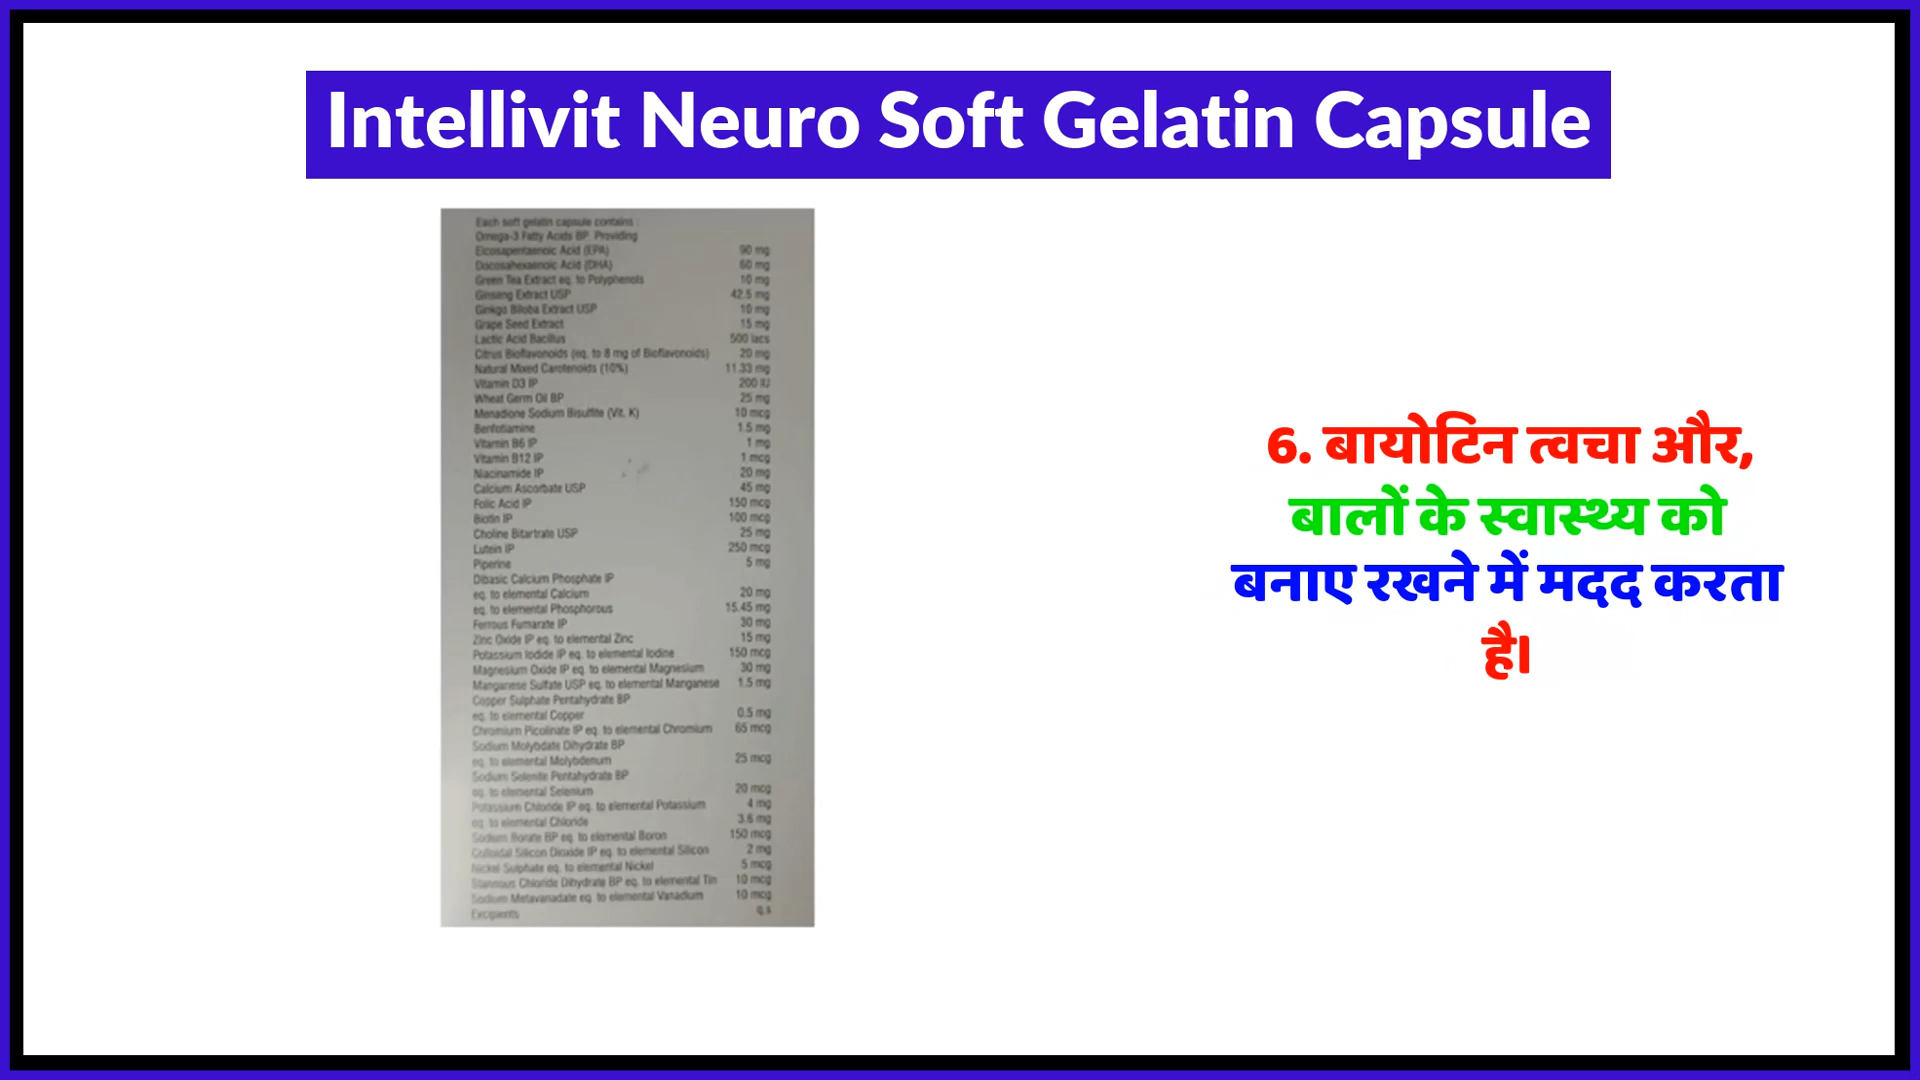 Intellivit Neuro Soft Gelatin Capsule
Each soft gelatin capsule contains :
Omega-3 Fatty Acids BP Providing
Eicosapentaenoic Acid (EPA) 90 mg
Docosahexaenoic Acid (DHA) 60 mg
Green Tea Extract eq. to Polyphenols 10 mg
Ginseng Extract USP 42.5 mg
Ginkgo Biloba Extract USP 10 mg
Grape Seed Extract 15 mg
Lactic Acid Bacillus 500 lacs
Citrus Bioflavonoids (eq. to 8 mg of Bioflavonoids) 20 mg
Natural Mixed Carotenoids (10%) 11.33 mg
Vitamin D3 IP 200 IU
Wheat Germ Oil BP 25 mg
Menadione Sodium Bisulfite (Vit. K) 10 mcg
Benfotiamine 1.5 mg
Vitamin B6 IP 1 mg
Vitamin B12 IP 1 mcg
Niacinamide IP 20 mg
Calcium Ascorbate USP 45 mg
Folic Acid IP 150 mcg
Biotin IP 100 mcg
Choline Bitartrate USP 25 mg
Lutein IP 250 mcg
Piperine 5 mg
Dibasic Calcium Phosphate IP
eq. to elemental Calcium 20 mg
eq. to elemental Phosphorous 15.45 mg
Ferrous Fumarate IP 30 mg
Zinc Oxide IP eq. to elemental Zinc 15 mg
Potassium Iodide IP eq. to elemental Iodine 150 mcg
Magnesium Oxide IP eq. to elemental Magnesium 30 mg
Manganese Sulfate USP eq. to elemental Manganese 1.5 mg
Copper Sulphate Pentahydrate BP
eq. to elemental Copper 0.5 mg
Chromium Picolinate IP eq. to elemental Chromium 65 mcg
Sodium Molybdate Dihydrate BP
eq. to elemental Molybdenum 25 mcg
Sodium Selenite Pentahydrate BP
eq. to elemental Selenium 20 mcg
Potassium Chloride IP eq. to elemental Potassium 4 mg
eq. to elemental Chloride 3.6 mg
Sodium Borate BP eq. to elemental Boron 150 mcg
Colloidal Silicon Dioxide IP eq. to elemental Silicon 2 mg
Nickel Sulphate eq. to elemental Nickel 5 mcg
Stannous Chloride Dihydrate BP eq. to elemental Tin 10 mcg
Sodium Metavanadate eq. to elemental Vanadium 10 mcg
Excipients q.s
6. बायोटिन त्वचा और,
बालों के स्वास्थ्य को
बनाए रखने में मदद करता
है।